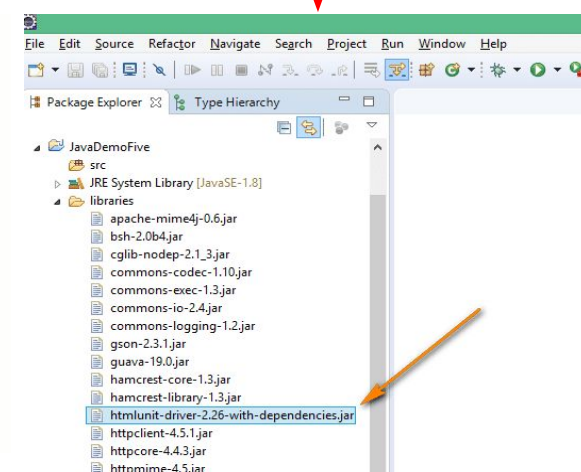 File Edit Source Refactor Navigate Search Project Run Window Help
Package Explorer Type Hierarchy
JavaDemoFive
src
JRE System Library [JavaSE-1.8]
libraries
apache-mime4j-0.6.jar
bsh-2.0b4.jar
cglib-nodep-2.1_3.jar
commons-codec-1.10.jar
commons-exec-1.3.jar
commons-io-2.4.jar
commons-logging-1.2.jar
gson-2.3.1.jar
guava-19.0.jar
hamcrest-core-1.3.jar
hamcrest-library-1.3.jar
htmlunit-driver-2.26-with-dependencies.jar
httpclient-4.5.1.jar
httpcore-4.4.3.jar
httpmime-4.5.jar